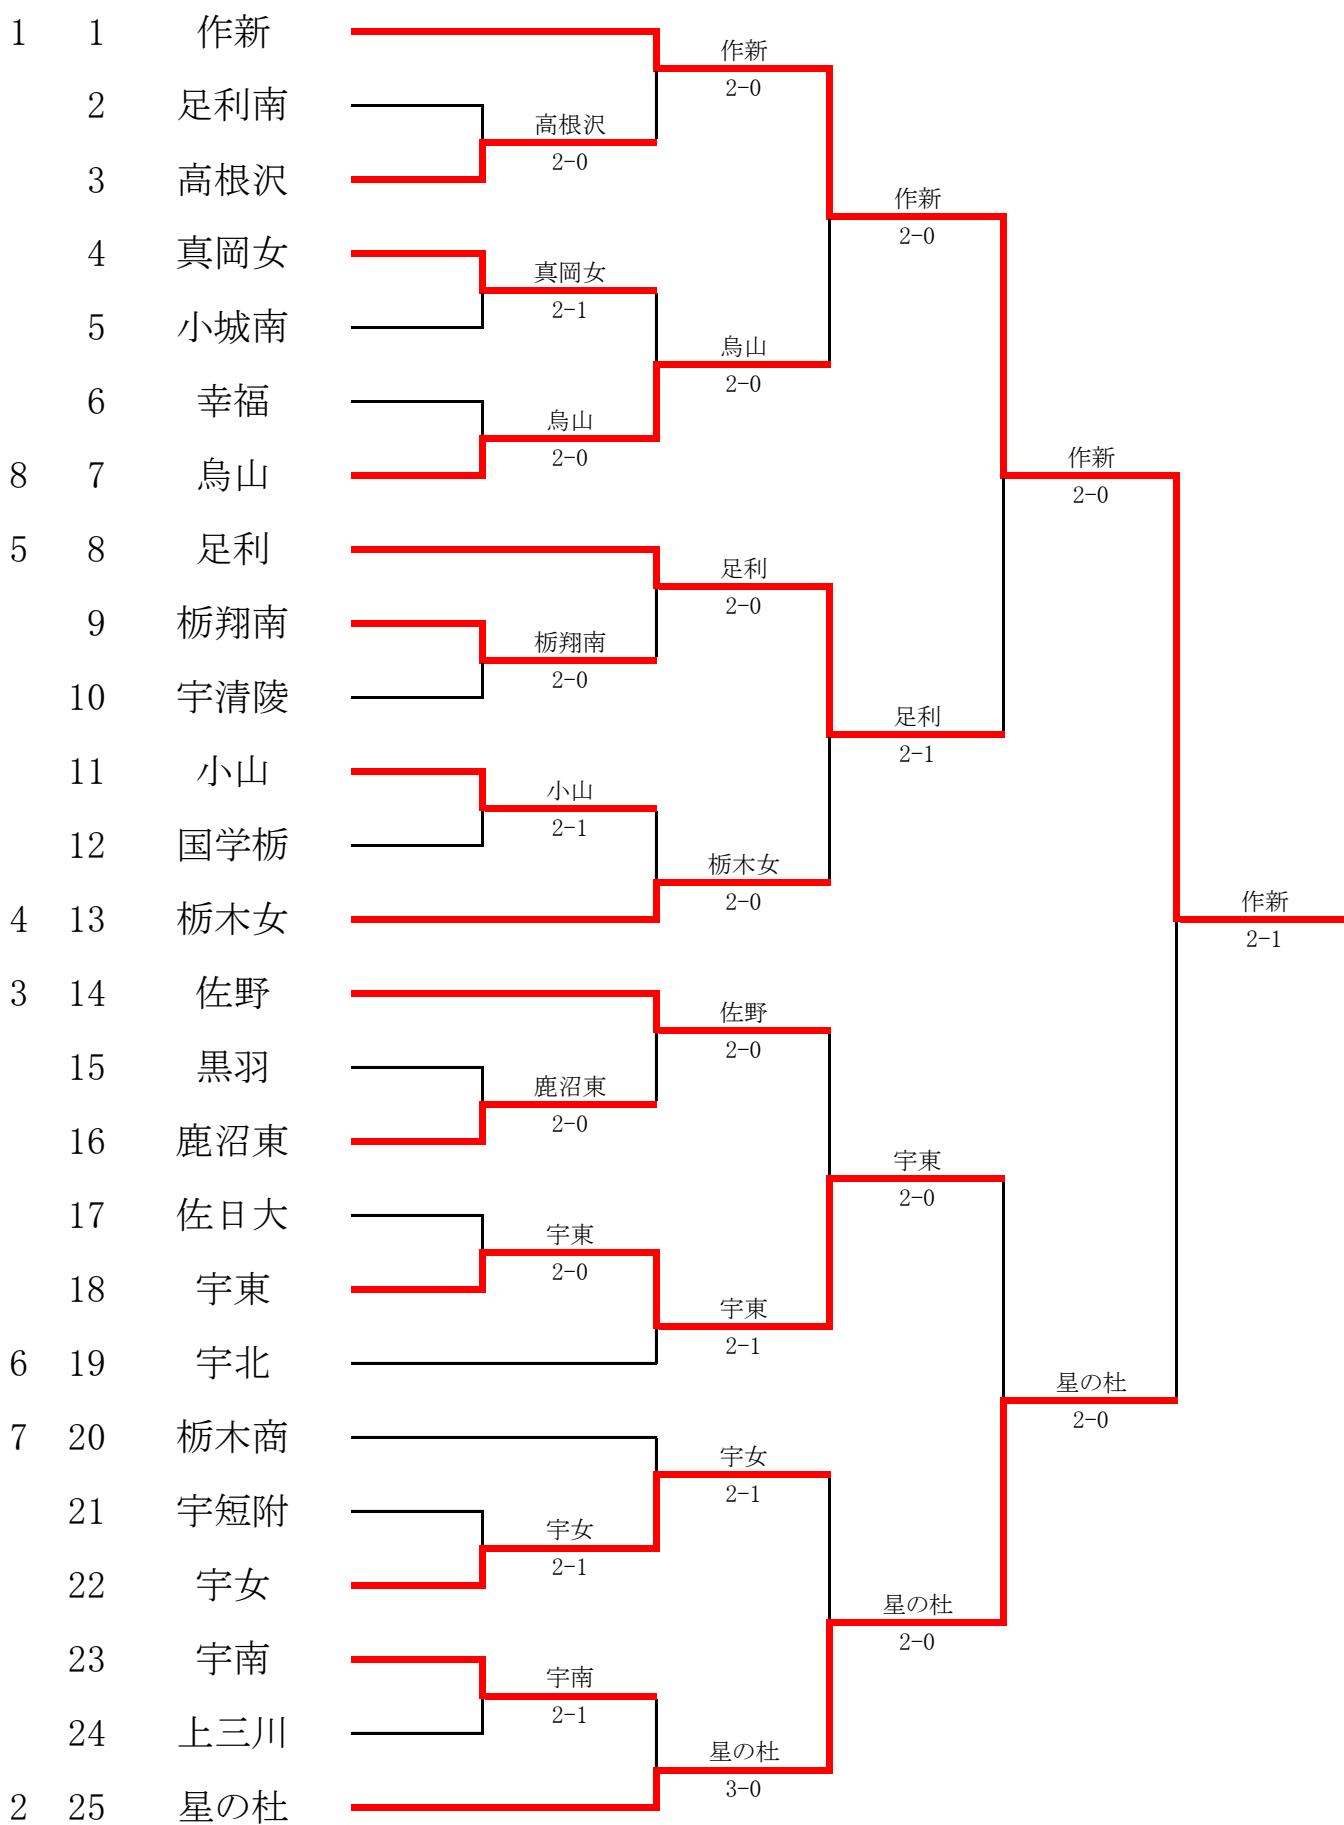 1 1 作新
2 足利南
3 高根沢
4 真岡女
5 小城南
6 幸福
8 7 烏山
5 8 足利
9 栃翔南
10 宇清陵
11 小山
12 国学栃
4 13 栃木女
3 14 佐野
15 黒羽
16 鹿沼東
17 佐日大
18 宇東
6 19 宇北
7 20 栃木商
21 宇短附
22 宇女
23 宇南
24 上三川
2 25 星の杜
高根沢
2-0
真岡女
2-1
烏山
2-0
栃翔南
2-0
小山
2-1
鹿沼東
2-0
宇東
2-0
宇女
2-1
宇南
2-1
作新
2-0
烏山
2-0
足利
2-0
栃木女
2-0
佐野
2-0
宇東
2-1
宇女
2-1
星の杜
3-0
作新
2-0
足利
2-1
宇東
2-0
星の杜
2-0
作新
2-0
星の杜
2-0
作新
2-1